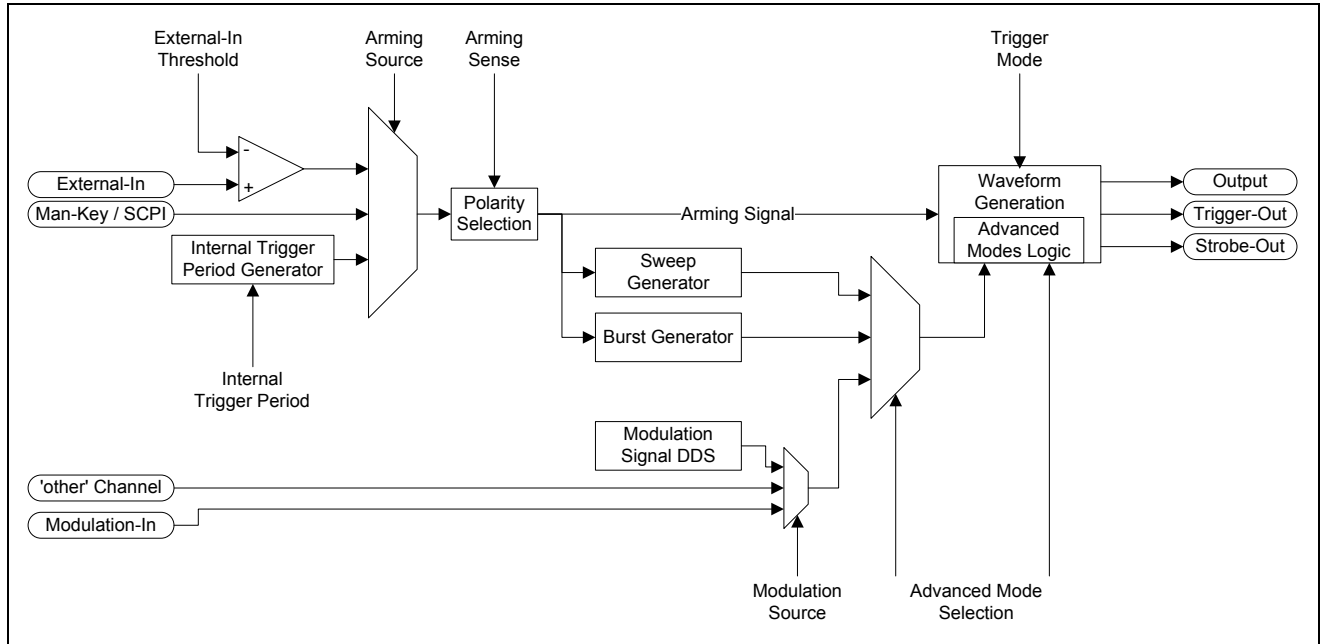 External-In
Threshold
Arming
Source
Arming
Sense
Trigger
Mode
-
+
External-In
Man-Key / SCPI
Internal Trigger
Period Generator
Polarity
Selection
Arming Signal
Waveform
Generation
Advanced
Modes Logic
Output
Trigger-Out
Strobe-Out
Sweep
Generator
Burst Generator
Internal
Trigger Period
Modulation
Signal DDS
'other' Channel
Modulation-In
Modulation
Source
Advanced Mode
Selection